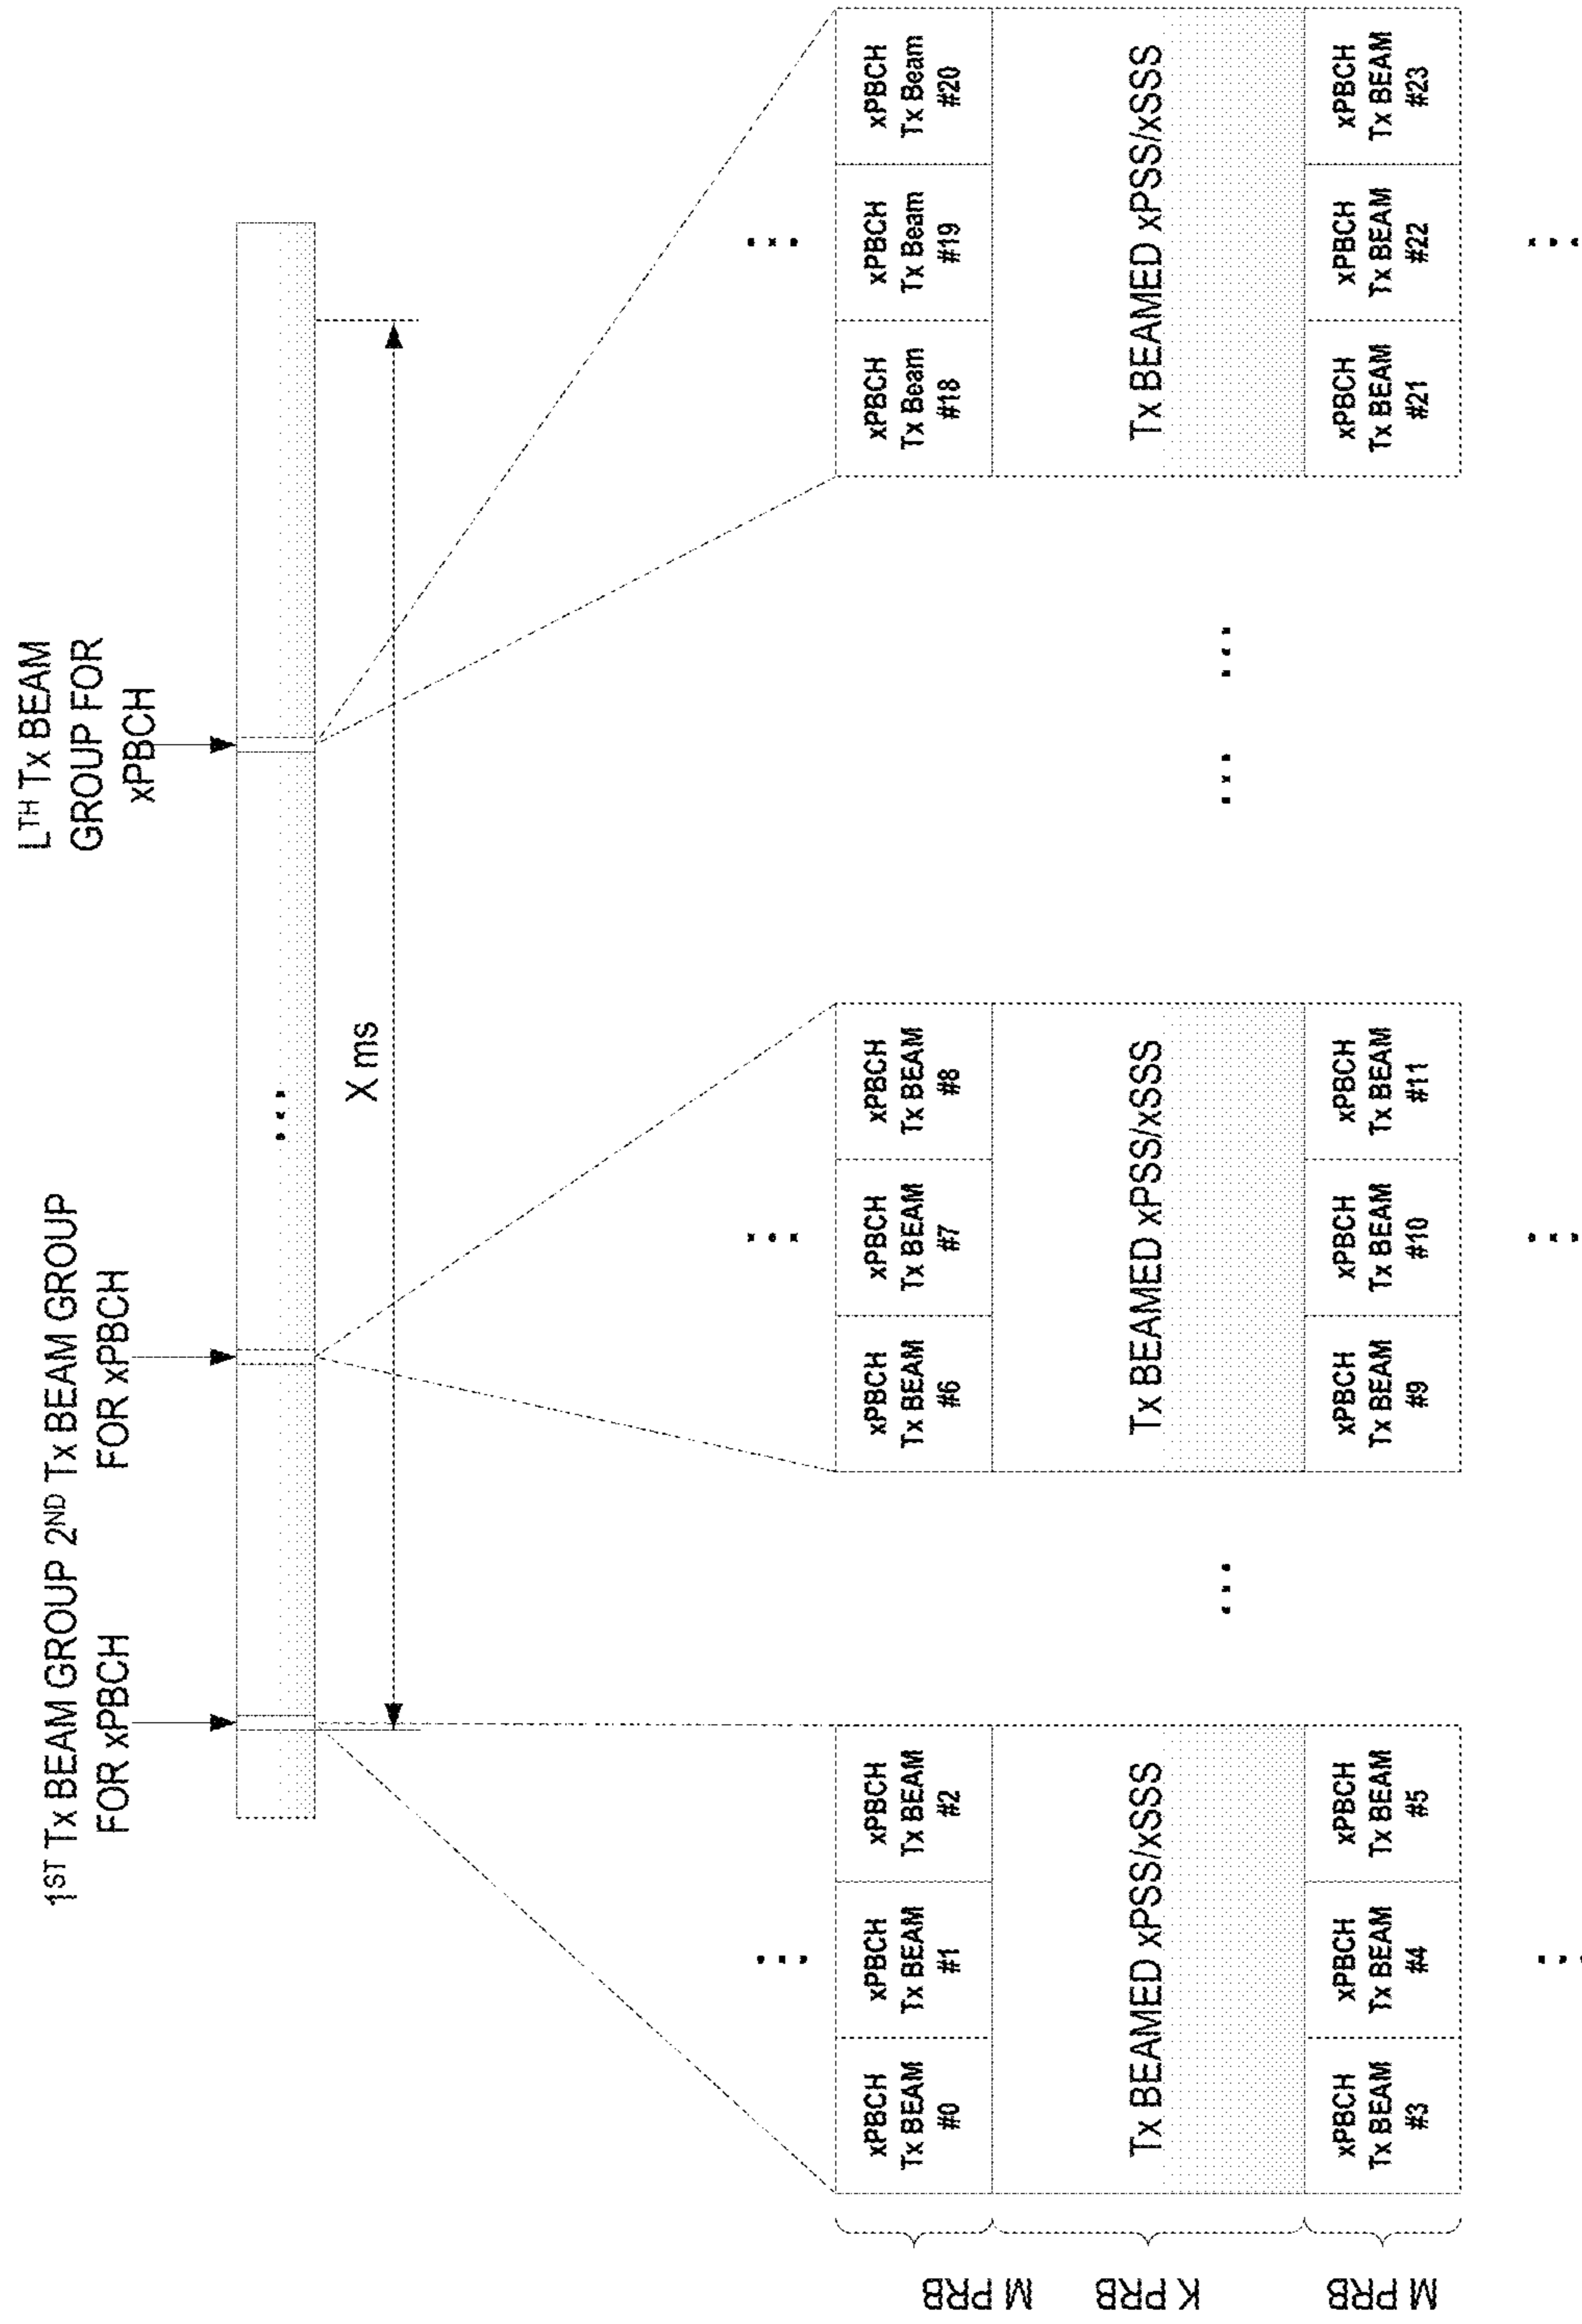 1ST Tx BEAM GROUP
FOR xPBCH
2ND Tx BEAM GROUP
FOR xPBCH
LTH Tx BEAM
GROUP FOR
xPBCH
X ms
M PRB
K PRB
M PRB
xPBCH
Tx BEAM
#0
xPBCH
Tx BEAM
#1
xPBCH
Tx BEAM
#2
Tx BEAMED xPSS/xSSS
xPBCH
Tx BEAM
#3
xPBCH
Tx BEAM
#4
xPBCH
Tx BEAM
#5
xPBCH
Tx BEAM
#6
xPBCH
Tx BEAM
#7
xPBCH
Tx BEAM
#8
Tx BEAMED xPSS/xSSS
xPBCH
Tx BEAM
#9
xPBCH
Tx BEAM
#10
xPBCH
Tx BEAM
#11
xPBCH
Tx Beam
#18
xPBCH
Tx Beam
#19
xPBCH
Tx Beam
#20
Tx BEAMED xPSS/xSSS
xPBCH
Tx BEAM
#21
xPBCH
Tx BEAM
#22
xPBCH
Tx BEAM
#23